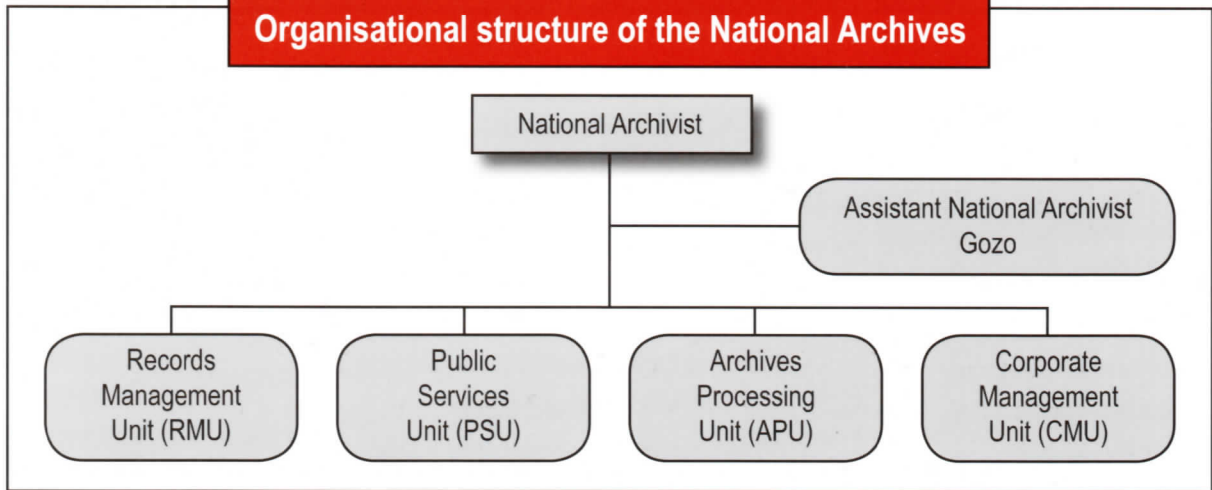 Organisational structure of the National Archives
National Archivist
Assistant National Archivist
Gozo
Records
Management
Unit (RMU)
Public
Services
Unit (PSU)
Archives
Processing
Unit (APU)
Corporate
Management
Unit (CMU)